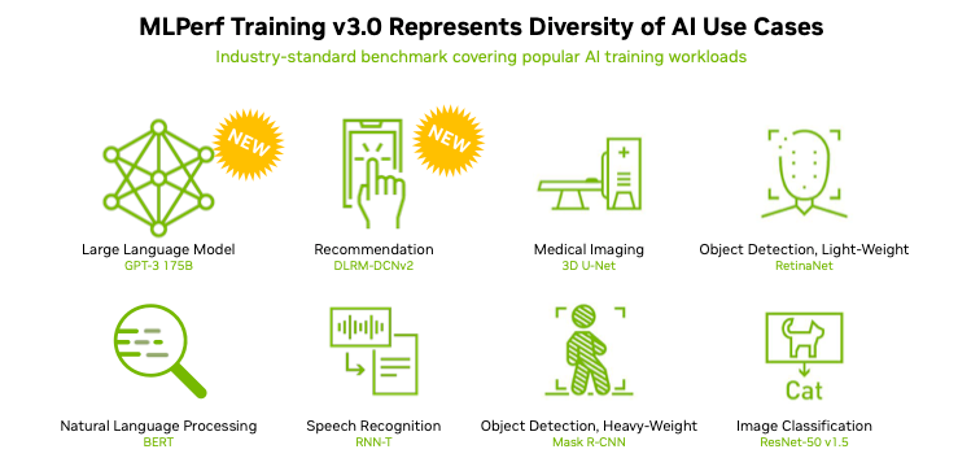 MLPerf Training v3.0 Represents Diversity of AI Use Cases
Industry-standard benchmark covering popular AI training workloads
NEW
NEW
Large Language Model
GPT-3 175B
Recommendation
DLRM-DCNv2
Medical Imaging
3D U-Net
Object Detection, Light-Weight
RetinaNet
Cat
Natural Language Processing
BERT
Speech Recognition
RNN-T
Object Detection, Heavy-Weight
Mask R-CNN
Image Classification
ResNet-50 v1.5